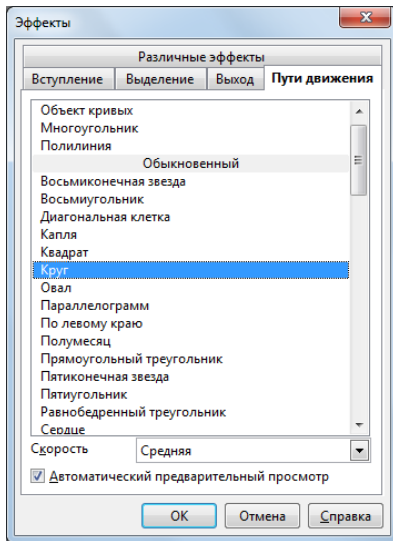 Эффекты
Различные эффекты
Вступление Выделение Выход Пути движения
Объект кривых
Многоугольник
Полилиния
Обыкновенный
Восьмиконечная звезда
Восьмиугольник
Диагональная клетка
Капля
Квадрат
Круг
Овал
Параллелограмм
По левому краю
Полумесяц
Прямоугольный треугольник
Пятиконечная звезда
Пятиугольник
Равнобедренный треугольник
Сердце
Скорость Средняя
Автоматический предварительный просмотр
ОК Отмена Справка